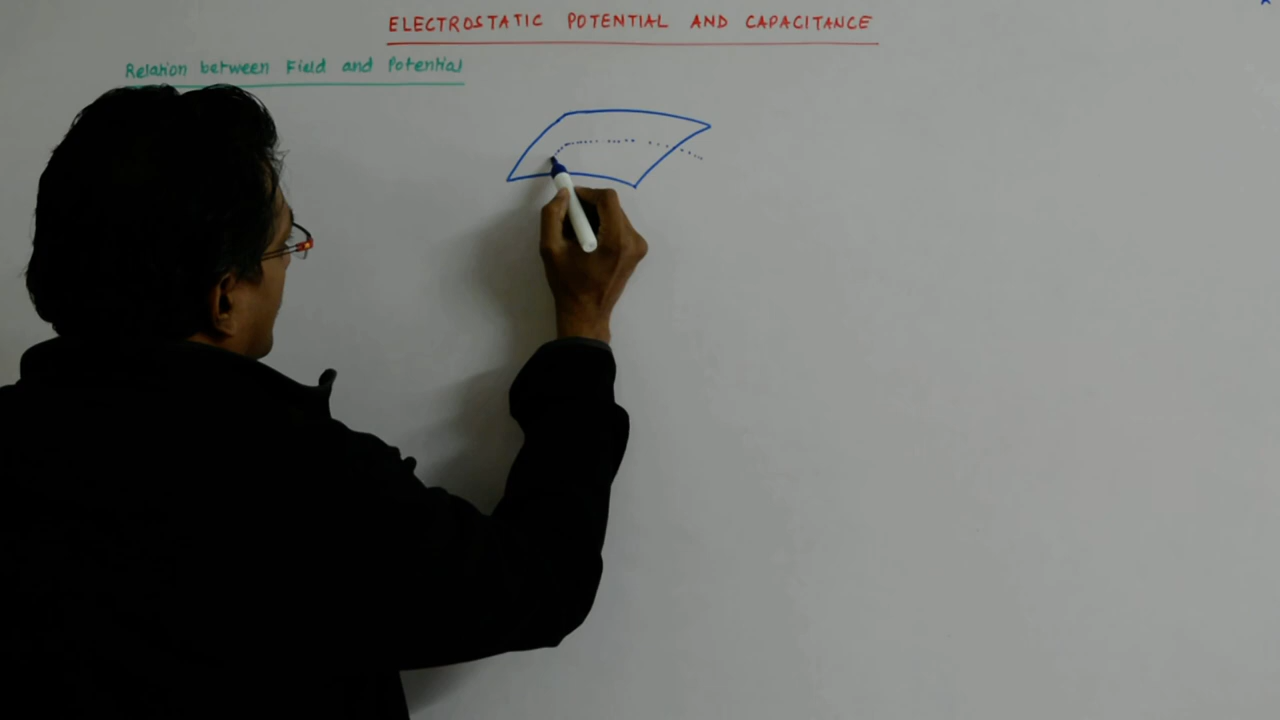 ELECTROSTATIC POTENTIAL AND CAPACITANCE
Relation between Field and Potential